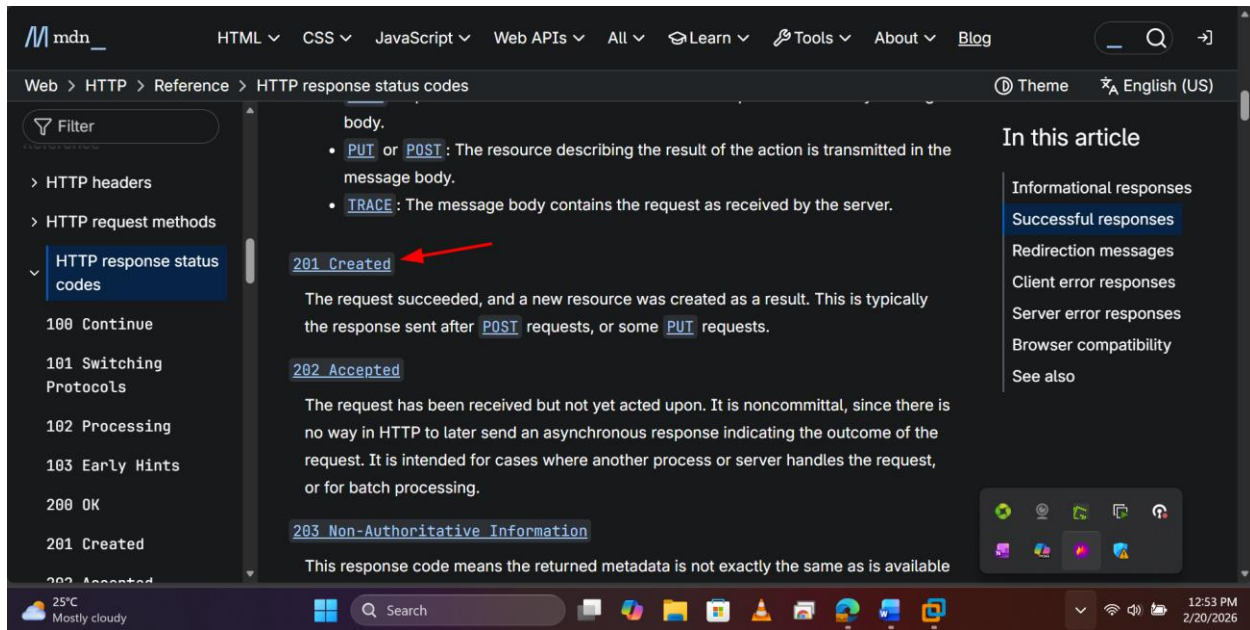 mdn_
HTML CSS JavaScript Web APIs All Learn Tools About Blog
Web > HTTP > Reference > HTTP response status codes
Theme English (US)
Filter
HTTP headers
HTTP request methods
HTTP response status
codes
100 Continue
101 Switching
Protocols
102 Processing
103 Early Hints
200 OK
201 Created
202 Accepted
body.
• PUT or POST: The resource describing the result of the action is transmitted in the
message body.
• TRACE: The message body contains the request as received by the server.
201 Created
The request succeeded, and a new resource was created as a result. This is typically
the response sent after POST requests, or some PUT requests.
202 Accepted
The request has been received but not yet acted upon. It is noncommittal, since there is
no way in HTTP to later send an asynchronous response indicating the outcome of the
request. It is intended for cases where another process or server handles the request,
or for batch processing.
203 Non-Authoritative Information
This response code means the returned metadata is not exactly the same as is available
In this article
Informational responses
Successful responses
Redirection messages
Client error responses
Server error responses
Browser compatibility
See also
25°C
Mostly cloudy
Search
12:53 PM
2/20/2026